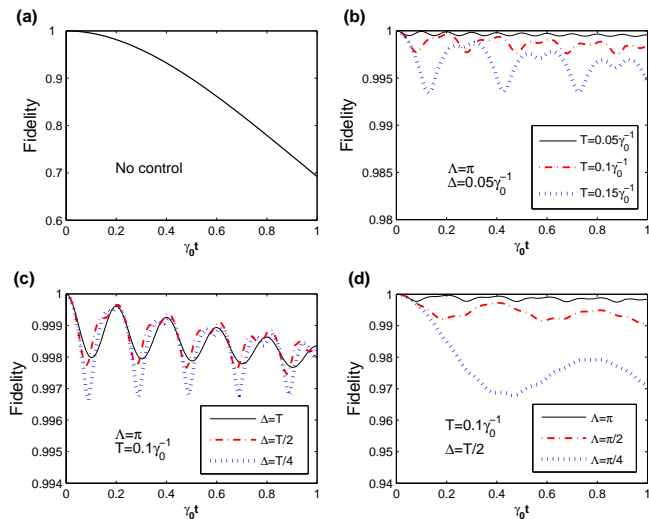 (a)
1
0.9
0.8
0.7
0.6
Fidelity
No control
0
0.2
0.4
0.6
0.8
1
γ₀t
(b)
1
0.995
0.99
0.985
0.98
Fidelity
Λ=π
Δ=0.05γ₀⁻¹
T=0.05γ₀⁻¹
T=0.1γ₀⁻¹
T=0.15γ₀⁻¹
0
0.2
0.4
0.6
0.8
1
γ₀t
(c)
1
0.999
0.998
0.997
0.996
0.995
0.994
Fidelity
Λ=π
T=0.1γ₀⁻¹
Δ=T
Δ=T/2
Δ=T/4
0
0.2
0.4
0.6
0.8
1
γ₀t
(d)
1
0.99
0.98
0.97
0.96
0.95
0.94
Fidelity
T=0.1γ₀⁻¹
Δ=T/2
Λ=π
Λ=π/2
Λ=π/4
0
0.2
0.4
0.6
0.8
1
γ₀t